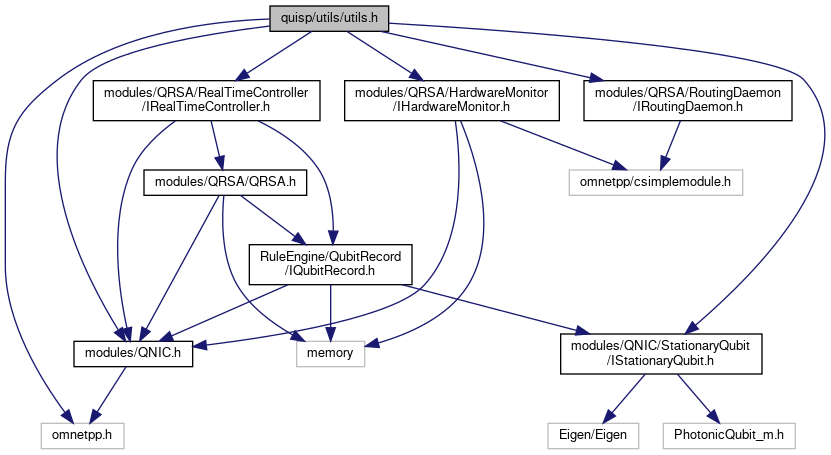 quisp/utils/utils.h
modules/QRSA/RealTimeController
/IRealTimeController.h
modules/QRSA/HardwareMonitor
/IHardwareMonitor.h
modules/QRSA/RoutingDaemon
/IRoutingDaemon.h
modules/QRSA/QRSA.h
omnetpp/csimplemodule.h
RuleEngine/QubitRecord
/IQubitRecord.h
modules/QNIC.h
memory
modules/QNIC/StationaryQubit
/IStationaryQubit.h
omnetpp.h
Eigen/Eigen
PhotonicQubit_m.h